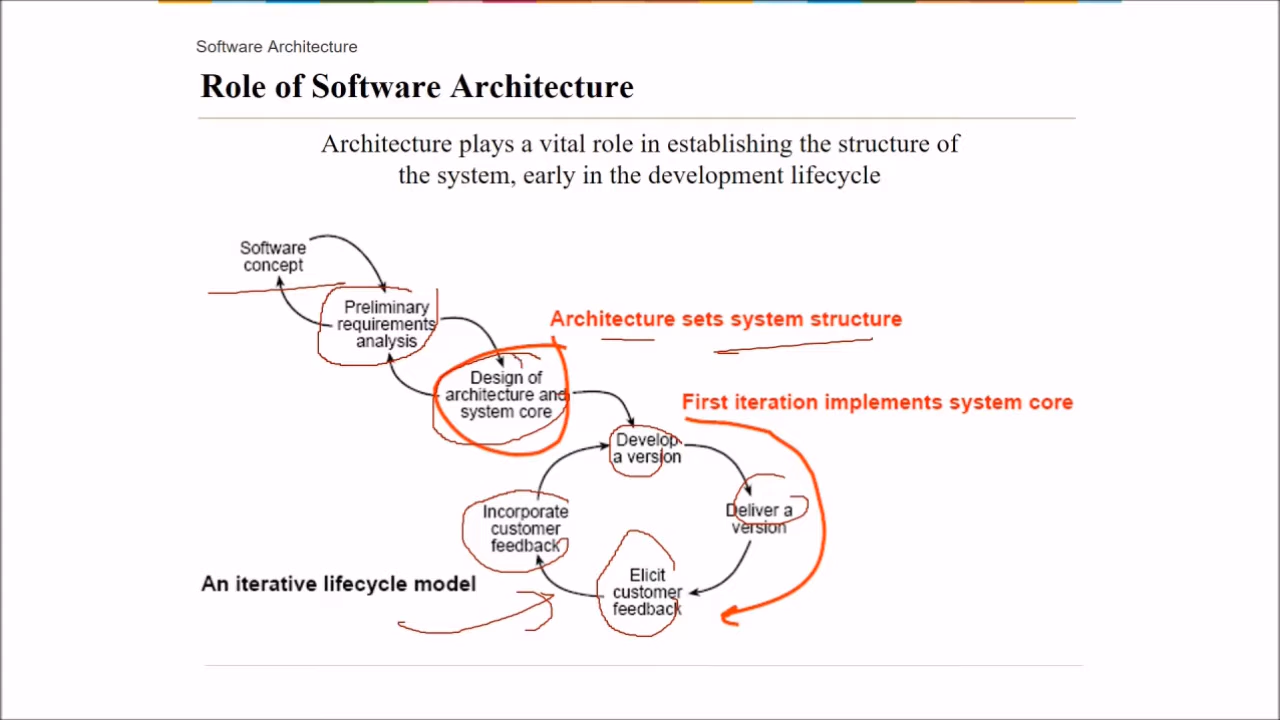 Software Architecture
Role of Software Architecture
Architecture plays a vital role in establishing the structure of
the system, early in the development lifecycle
Software
concept
Preliminary
requirements
analysis
Architecture sets system structure
Design of
architecture and
system core
First iteration implements system core
Develop
a version
Deliver a
version
Incorporate
customer
feedback
Elicit
customer
feedback
An iterative lifecycle model